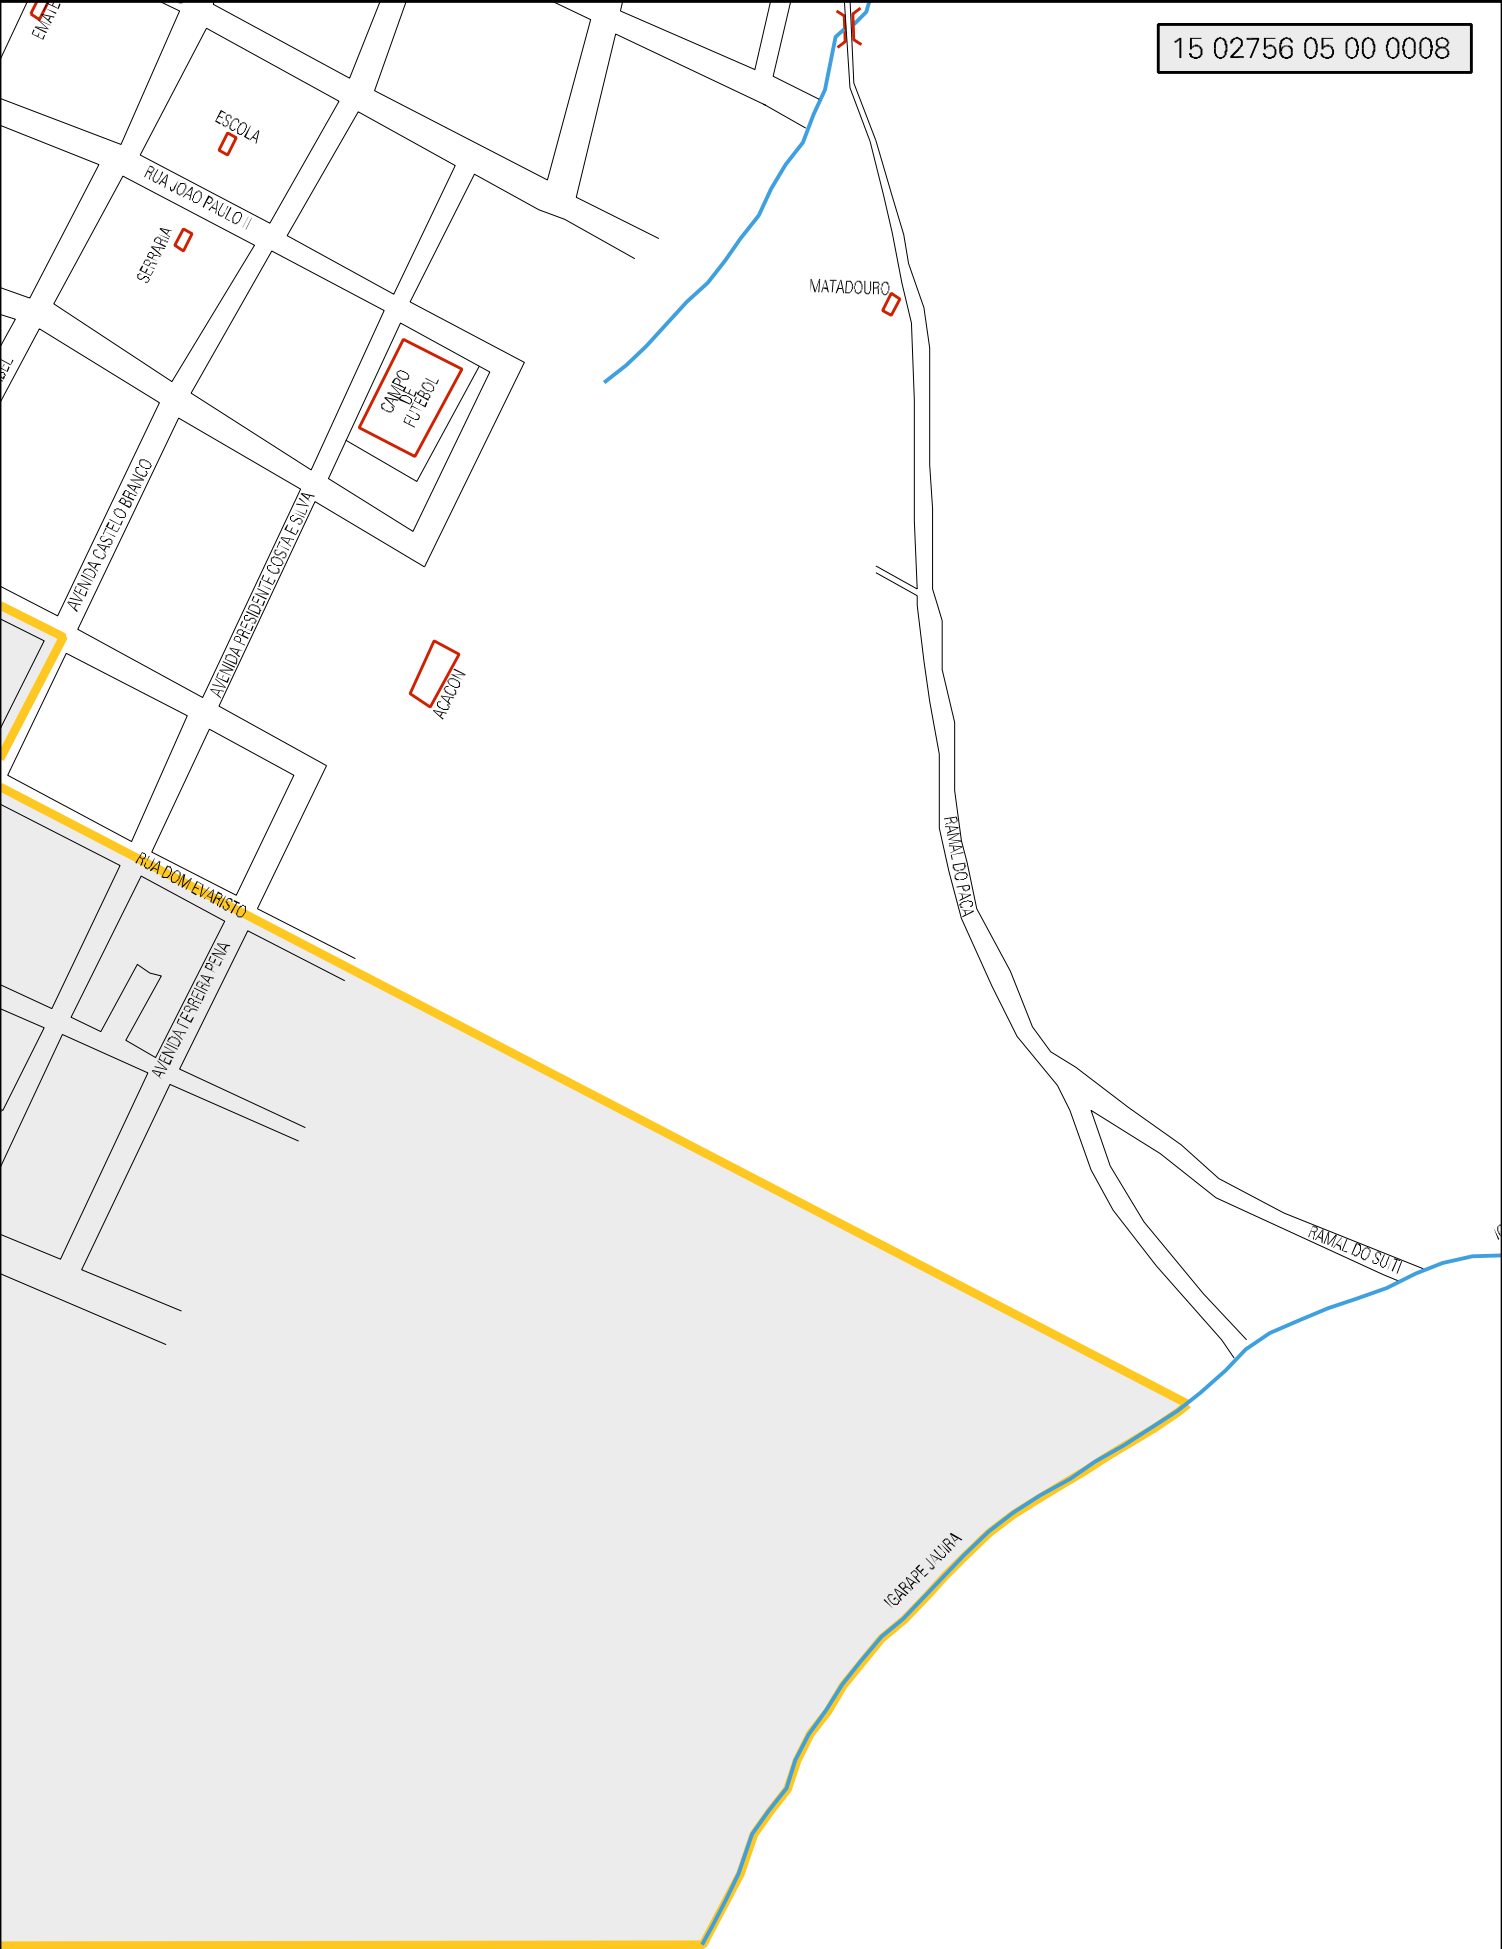 15 02756 05 00 0008
ESCOLA
RUA JOAO PAULO II
SERRARIA
MATADOURO
CAMPO
DE
FUTEBOL
AVENIDA CASTELO BRANCO
AVENIDA PRESIDENTE COSTA E SILVA
ACACON
RUA DOM EVARISTO
AVENIDA FERREIRA PENA
RAMAL DO PACA
RAMAL DO SUITI
IGARAPE JAUIRA